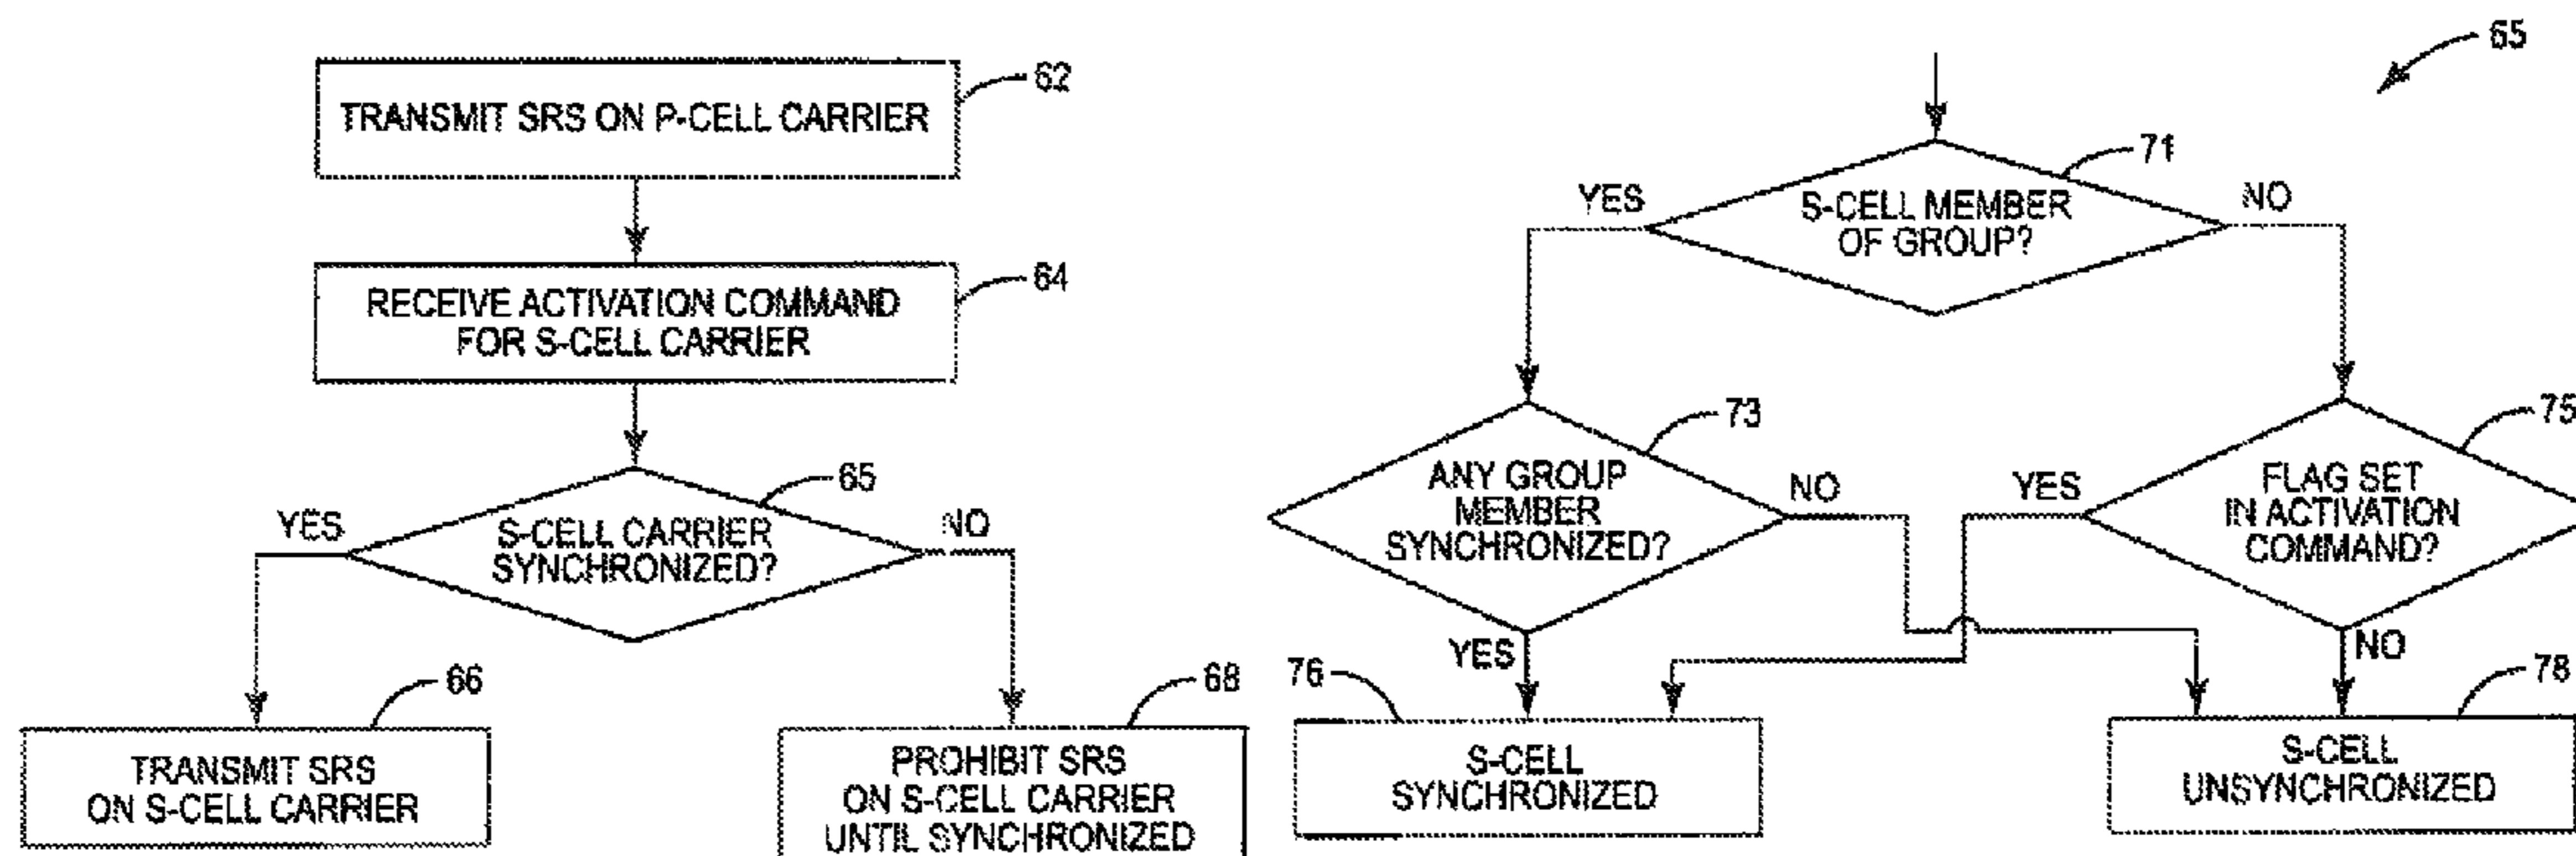 62
TRANSMIT SRS ON P-CELL CARRIER
64
RECEIVE ACTIVATION COMMAND
FOR S-CELL CARRIER
65
YES
S-CELL CARRIER
SYNCHRONIZED?
NO
66
TRANSMIT SRS
ON S-CELL CARRIER
68
PROHIBIT SRS
ON S-CELL CARRIER
UNTIL SYNCHRONIZED
65
71
YES
S-CELL MEMBER
OF GROUP?
NO
73
ANY GROUP
MEMBER
SYNCHRONIZED?
NO
YES
75
YES
FLAG SET
IN ACTIVATION
COMMAND?
NO
76
S-CELL
SYNCHRONIZED
78
S-CELL
UNSYNCHRONIZED